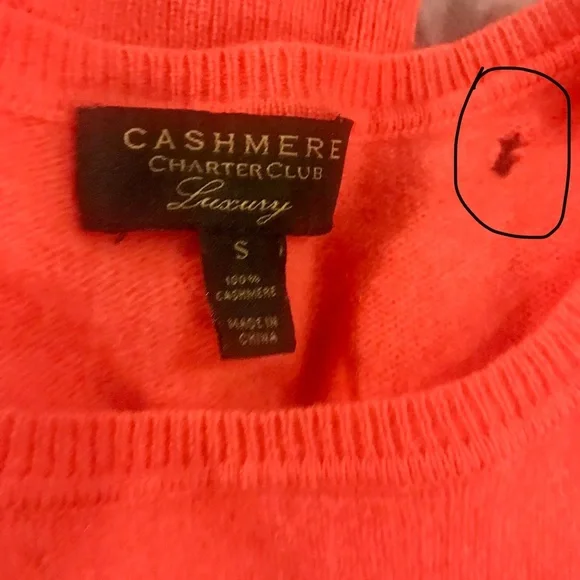 CASHMERE
CHARTER CLUB
Luxury
S
100%
CASHMERE
MADE IN
CHINA